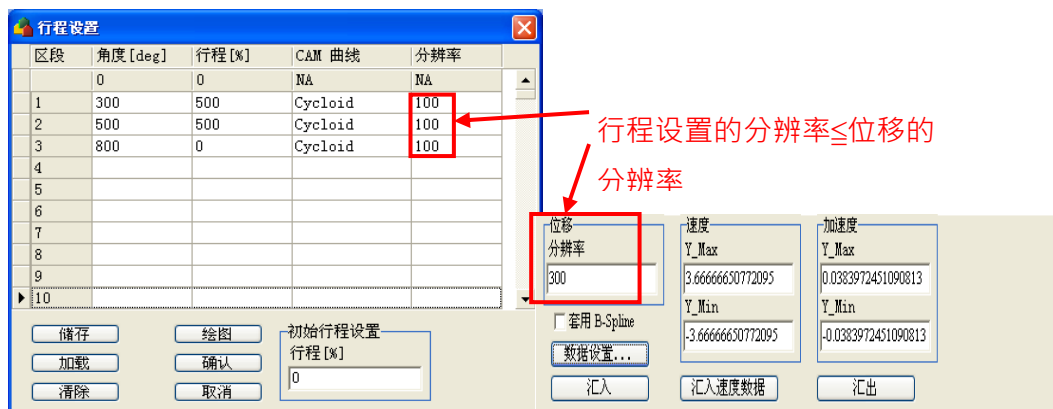 行程设置
区段 角度[deg] 行程[%] CAM 曲线 分辨率
0 0 NA NA
1 300 500 Cycloid 100
2 500 500 Cycloid 100
3 800 0 Cycloid 100
4
5
6
7
8
9
10
储存 绘图 初始行程设置
加载 确认 行程[%]
清除 取消 0
行程设置的分辨率≦位移的
分辨率
位移 速度 加速度
分辨率 Y_Max Y_Max
300 3.66666650772095 0.0383972451090813
Y_Min Y_Min
套用 B-Spline -3.66666650772095 -0.0383972451090813
数据设置...
汇入 汇入速度数据 汇出